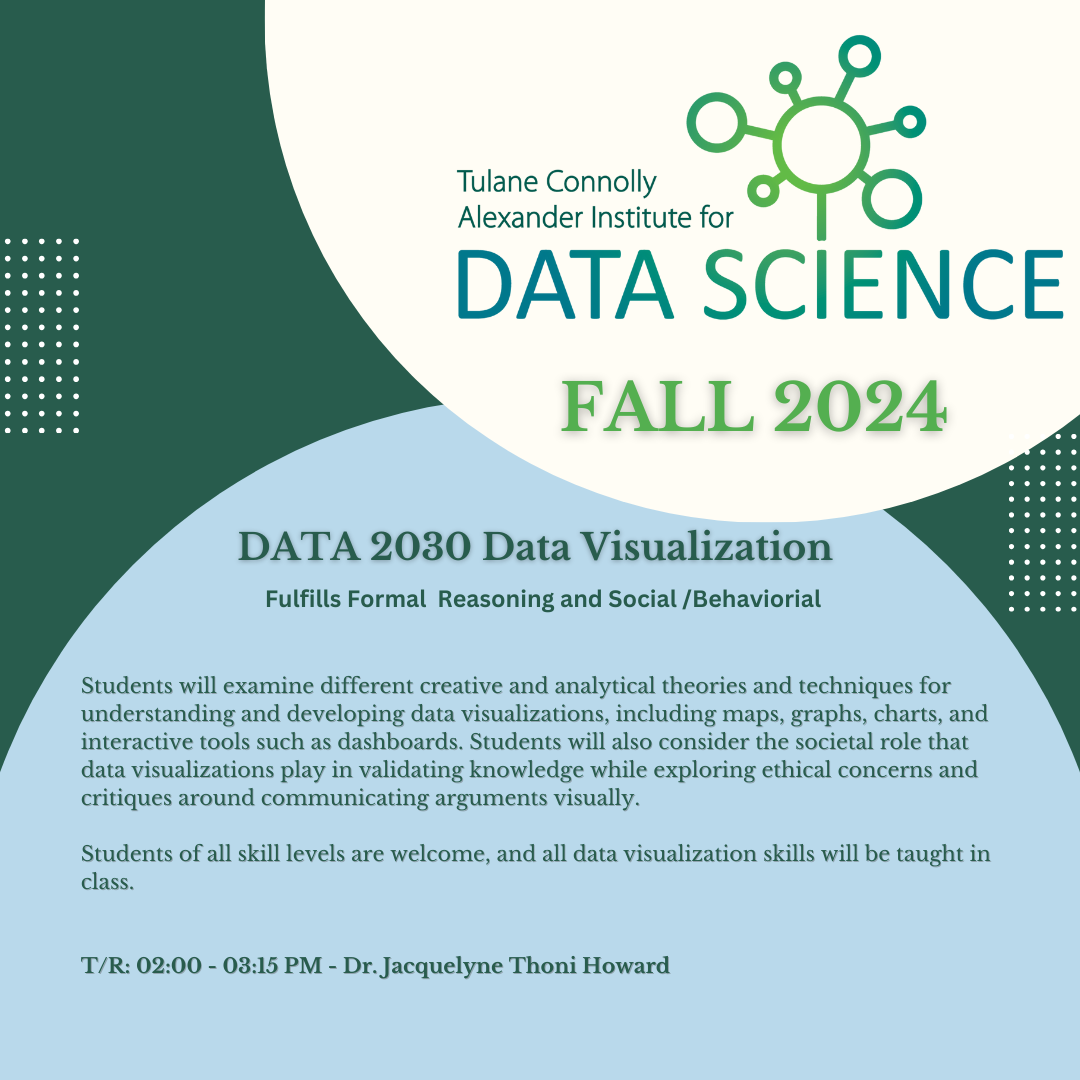 Tulane Connolly
Alexander Institute for
DATA SCIENCE
FALL 2024
DATA 2030 Data Visualization
Fulfills Formal  Reasoning and Social /Behaviorial
Students will examine different creative and analytical theories and techniques for
understanding and developing data visualizations, including maps, graphs, charts, and
interactive tools such as dashboards. Students will also consider the societal role that
data visualizations play in validating knowledge while exploring ethical concerns and
critiques around communicating arguments visually.
Students of all skill levels are welcome, and all data visualization skills will be taught in
class.
T/R: 02:00 - 03:15 PM - Dr. Jacquelyne Thoni Howard